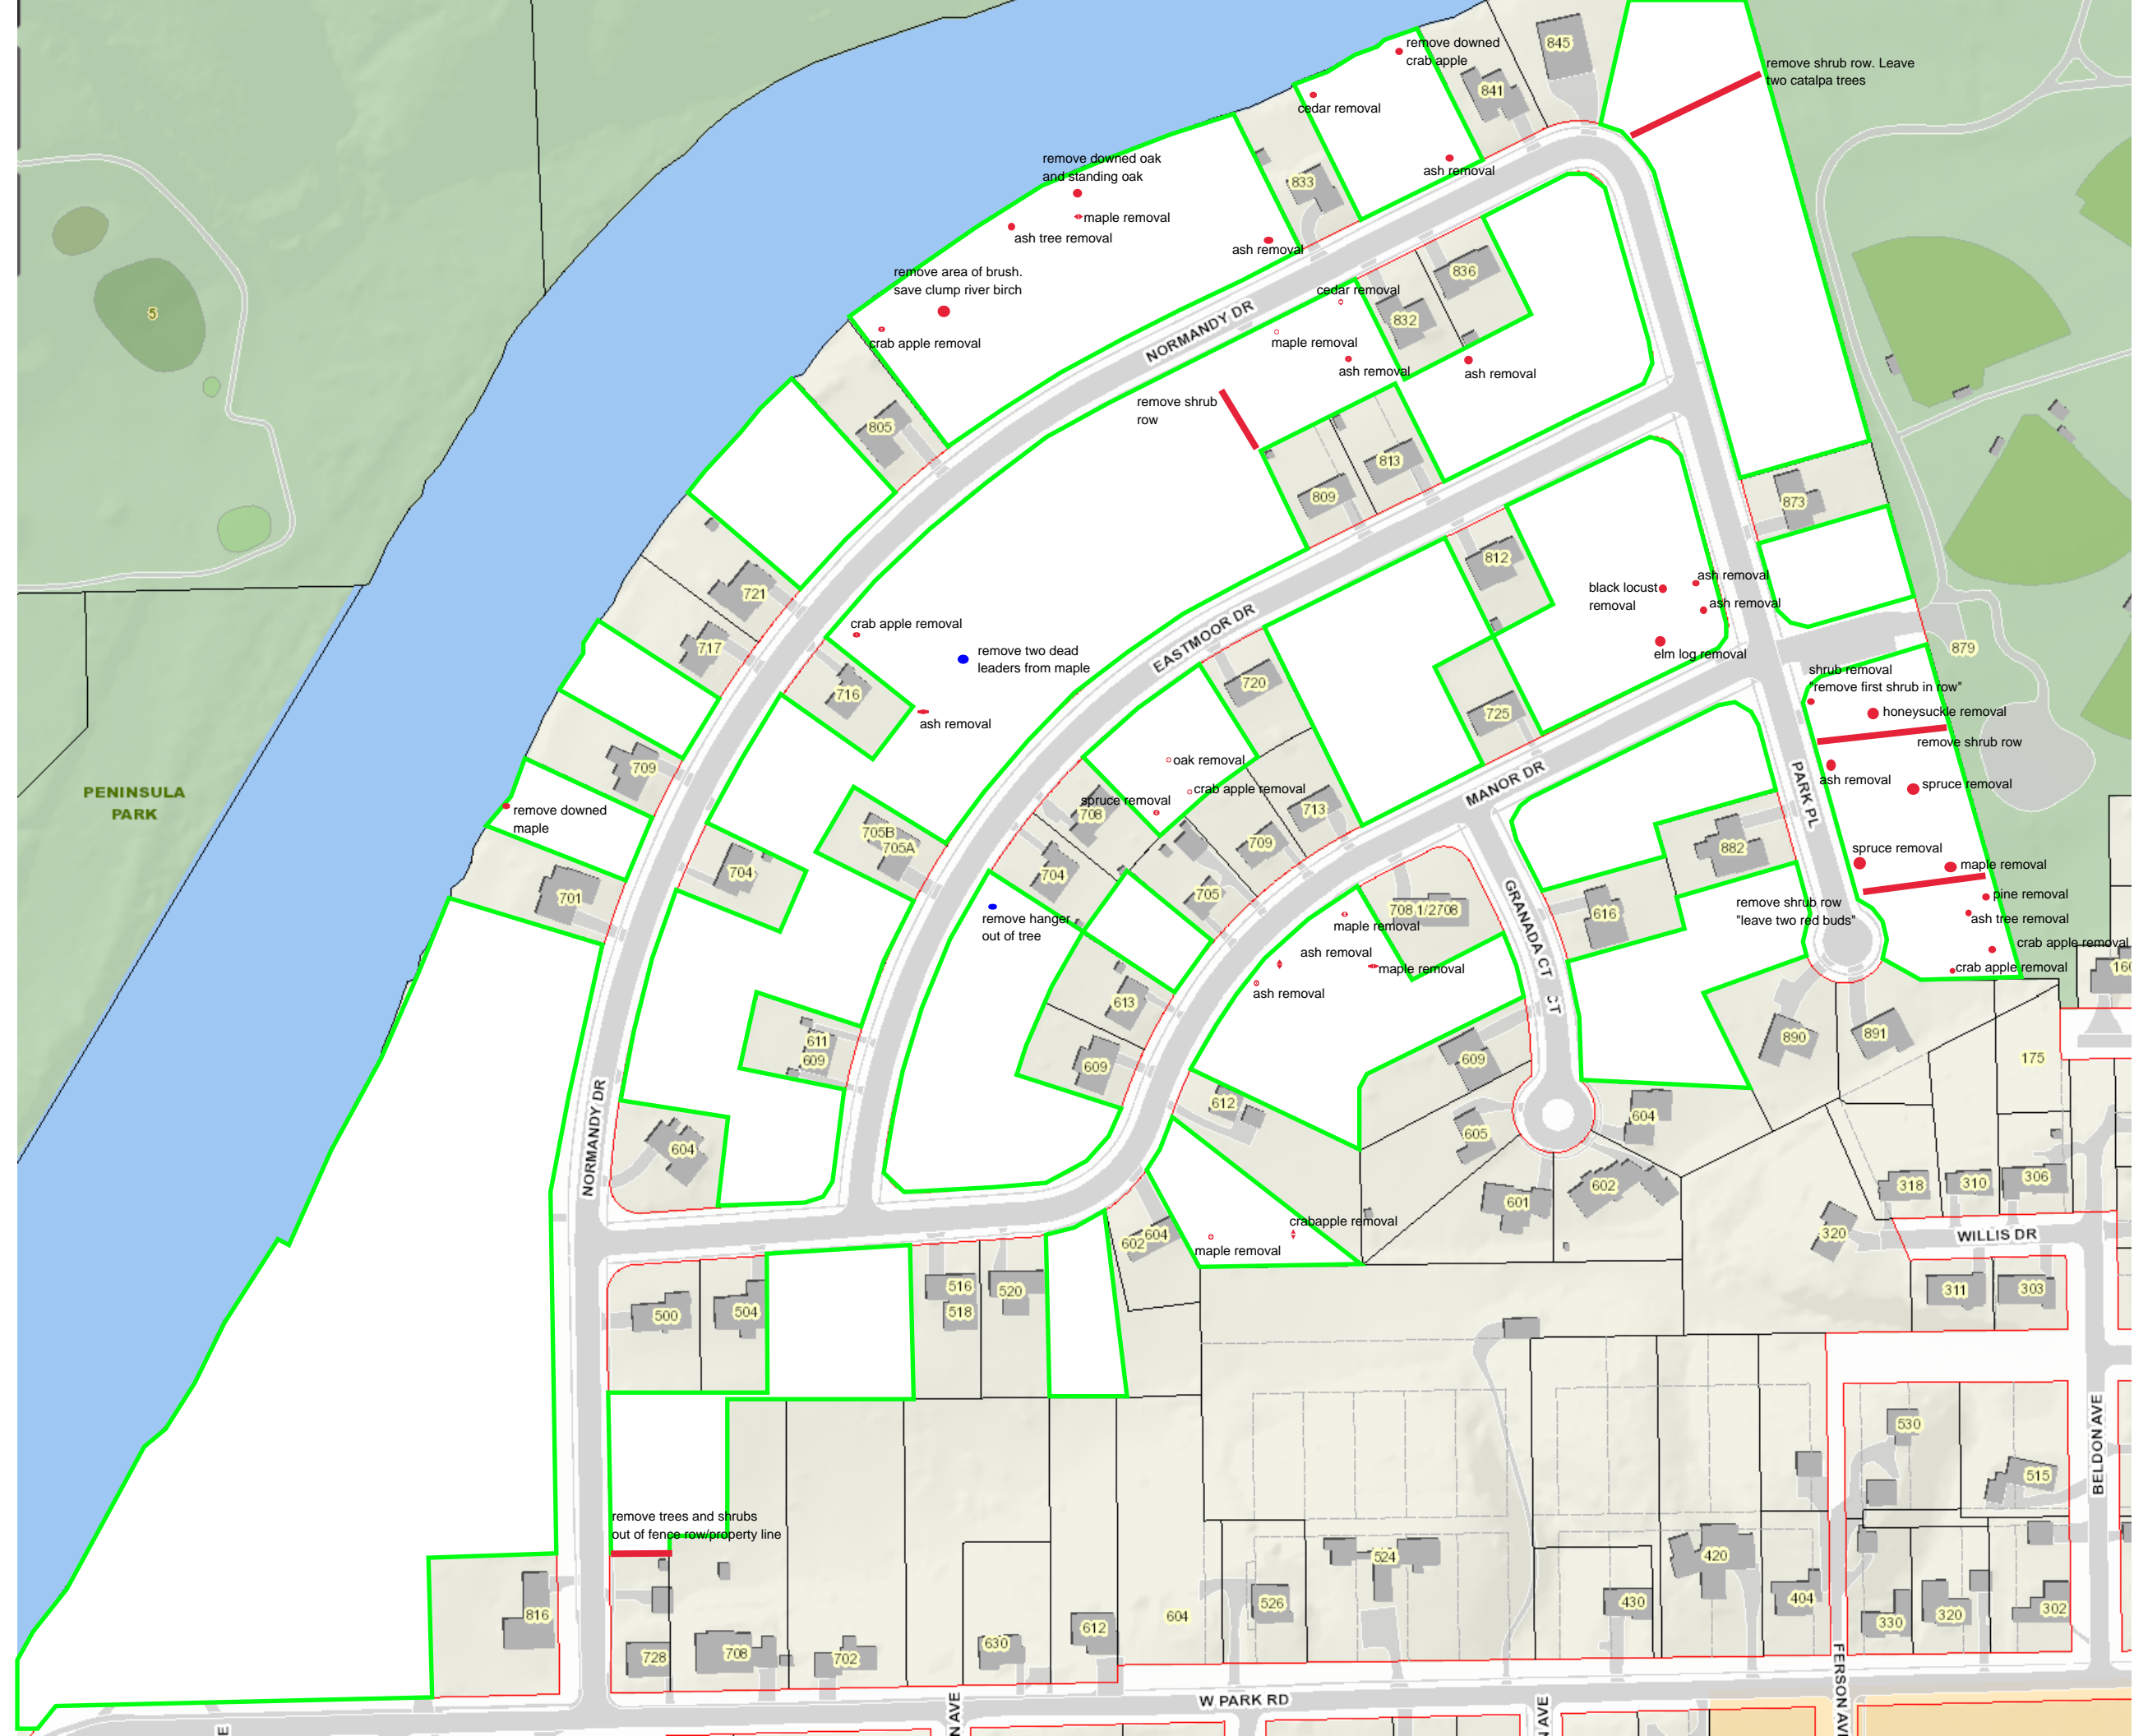 845
remove downed
crab apple
841
remove shrub row. Leave
two catalpa trees
cedar removal
ash removal
833
remove downed oak
and standing oak
maple removal
ash tree removal
ash removal
remove area of brush.
save clump river birch
crab apple removal
5
836
cedar removal
832
NORMANDY DR
maple removal
ash removal
ash removal
remove shrub
row
805
813
809
873
812
721
black locust
removal
ash removal
ash removal
elm log removal
717
crab apple removal
remove two dead
leaders from maple
EASTMOOR DR
879
716
720
725
shrub removal
"remove first shrub in row"
honeysuckle removal
remove shrub row
ash removal
709
oak removal
crab apple removal
spruce removal
708
713
MANOR DR
PARK PL
ash removal
spruce removal
PENINSULA
PARK
remove downed
maple
705B
705A
709
882
spruce removal
maple removal
701
704
704
705
pine removal
remove hanger
out of tree
708 1/2
708
maple removal
616
GRANADA CT
CT
remove shrub row
"leave two red buds"
ash tree removal
crab apple removal
crab apple removal
160
ash removal
maple removal
ash removal
613
611
609
609
609
890
891
175
NORMANDY DR
612
605
604
604
601
602
318
310
306
602
604
crabapple removal
maple removal
320
WILLIS DR
500
504
516
518
520
311
303
BELDON AVE
530
515
remove trees and shrubs
out of fence row/property line
524
420
816
604
526
430
404
330
320
302
728
708
702
630
612
FERSON AVE
W PARK RD
E
N AVE
N AVE